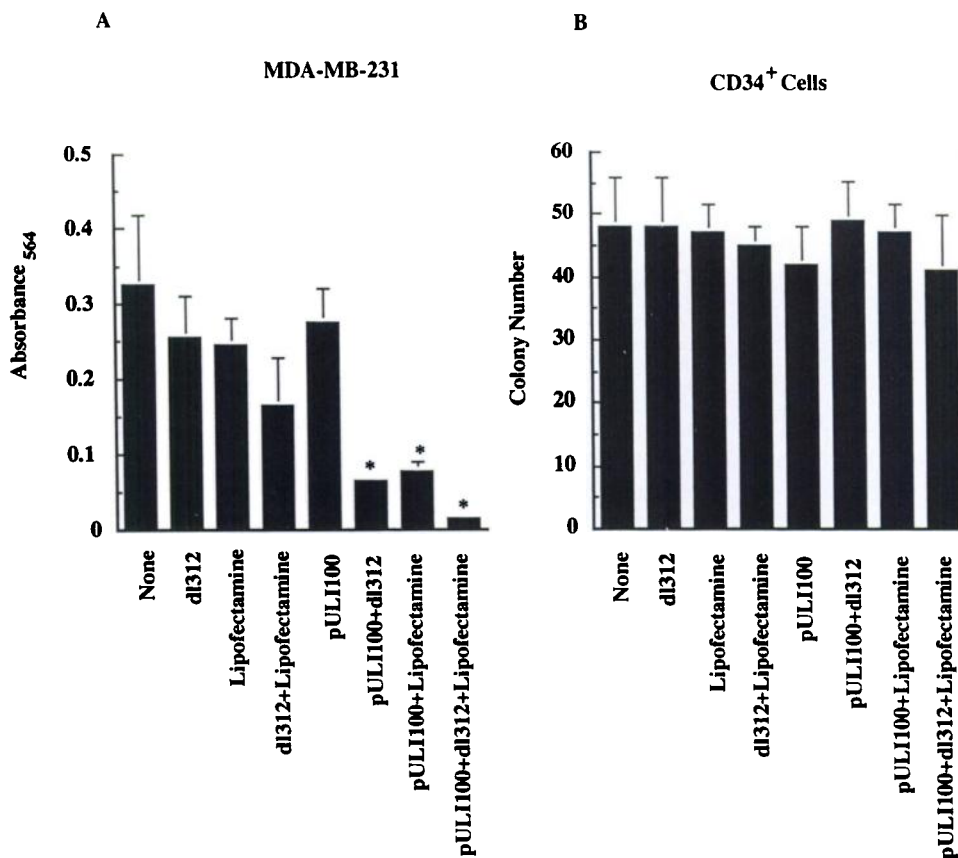 A
MDA-MB-231
0.5
0.4
0.3
0.2
0.1
0
Absorbance 564
* * *
None
dl312
Lipofectamine
dl312+Lipofectamine
pULI100
pULI100+dl312
pULI100+Lipofectamine
pULI100+dl312+Lipofectamine
B
CD34+ Cells
60
50
40
30
20
10
0
Colony Number
None
dl312
Lipofectamine
dl312+Lipofectamine
pULI100
pULI100+dl312
pULI100+Lipofectamine
pULI100+dl312+Lipofectamine